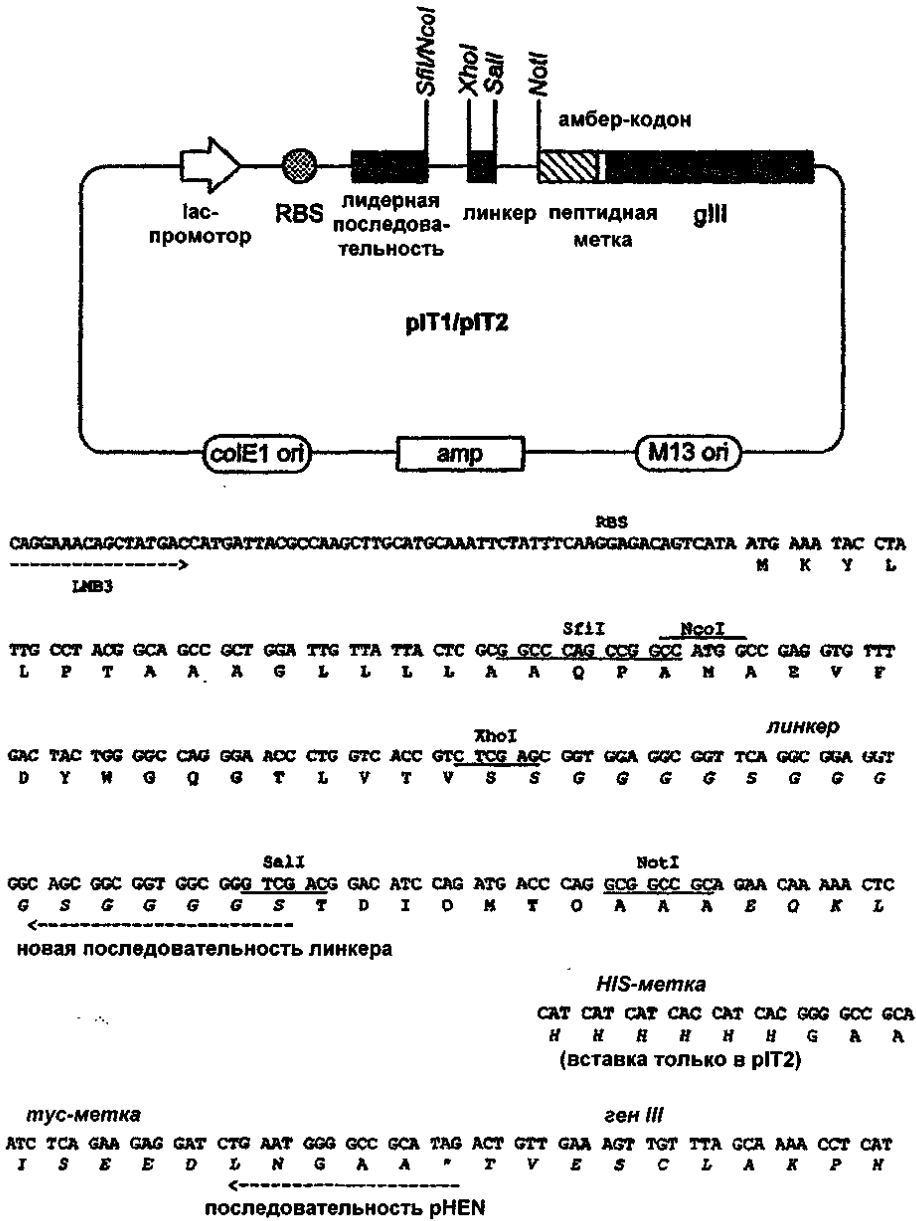 SfiI/NcoI
XhoI
SalI
NotI
амбер-кодон
lac-
промотор
RBS
лидерная
последова-
тельность
линкер
пептидная
метка
gIII
pIT1/pIT2
colE1 ori
amp
M13 ori
RBS
CAGGAAACAGCTATGACCATGATTACGCCAAGCTTGCATGCAAATTCTATTTCAAGGAGACAGTCATA ATG AAA TAC CTA
M K Y L
LMB3
SfiI NcoI
TTG CCT ACG GCA GCC GCT GGA TTG TTA TTA CTC GCG GCC CAG CCG GCC ATG GCC GAG GTG TTT
L P T A A A G L L L L A A Q P A M A E V F
XhoI линкер
GAC TAC TGG GGC CAG GGA ACC CTG GTC ACC GTC TCG AGC GGT GGA GGC GGT TCA GGC GGA GGT
D Y W G Q G T L V T V S S G G G G S G G G
SalI NotI
GGC AGC GGC GGT GGC GGG TCG ACG GAC ATC CAG ATG ACC CAG GCG GCC GCA GAA CAA AAA CTC
G S G G G G S T D I Q M T Q A A A E Q K L
новая последовательность линкера
HIS-метка
CAT CAT CAT CAC CAT CAC GGG GCC GCA
H H H H H H G A A
(вставка только в pIT2)
myc-метка ген III
ATC TCA GAA GAG GAT CTG AAT GGG GCC GCA TAG ACT GTT GAA AGT TGT TTA GCA AAA CCT CAT
I S E E D L N G A A * T V E S C L A K P H
последовательность pHEN